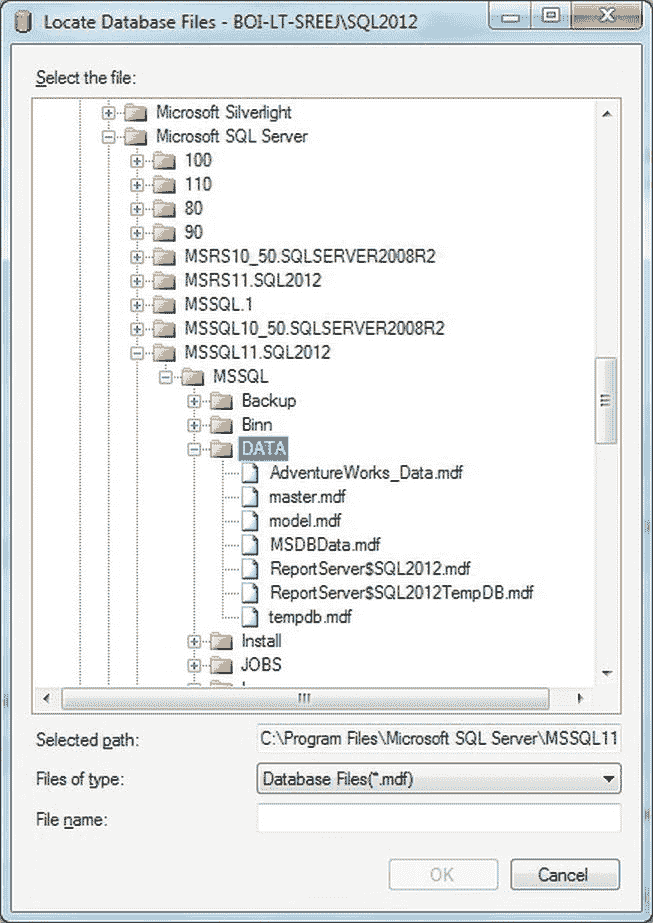 Locate Database Files - BOI-LT-SREEJ\SQL2012
Select the file:
Microsoft Silverlight
Microsoft SQL Server
100
110
80
90
MSRS10_50.SQLSERVER2008R2
MSRS11.SQL2012
MSSQL.1
MSSQL10_50.SQLSERVER2008R2
MSSQL11.SQL2012
MSSQL
Backup
Binn
DATA
AdventureWorks_Data.mdf
master.mdf
model.mdf
MSDBData.mdf
ReportServer$SQL2012.mdf
ReportServer$SQL2012TempDB.mdf
tempdb.mdf
Install
JOBS
Selected path: C:\Program Files\Microsoft SQL Server\MSSQL11
Files of type: Database Files(*.mdf)
File name:
OK Cancel